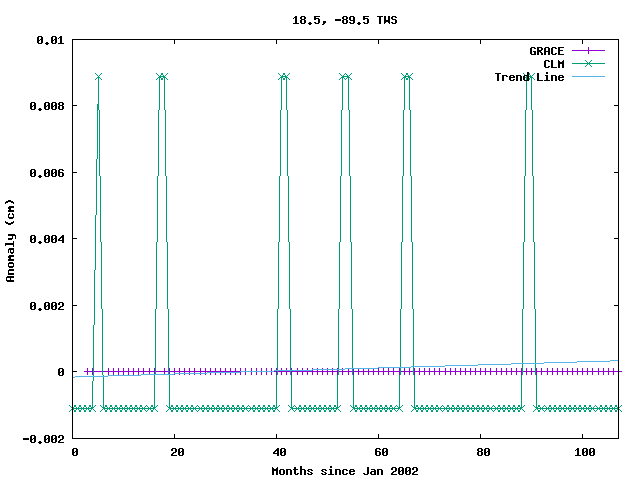 18.5, -89.5 TWS
0.01
GRACE
CLM
Trend Line
0.008
0.006
0.004
0.002
0
-0.002
Anomaly (cm)
0 20 40 60 80 100
Months since Jan 2002